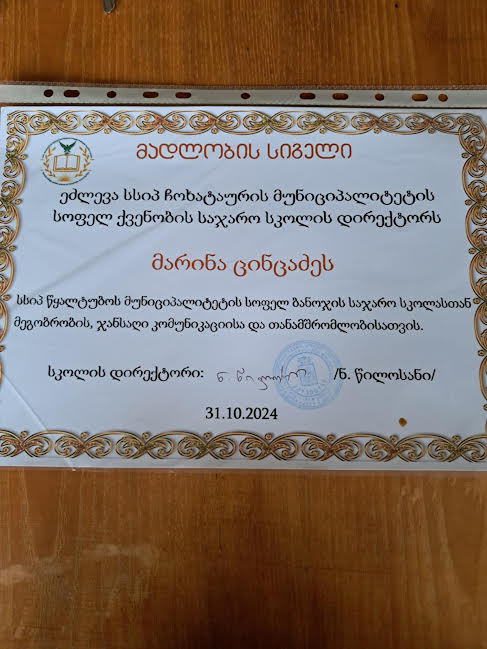 მადლობის სიგელი
ეძლევა სსიპ ჩოხატაურის მუნიციპალიტეტის
სოფელ ქვენობის საჯარო სკოლის დირექტორს
მარინა ცინცაძეს
სსიპ წყალტუბოს მუნიციპალიტეტის სოფელ ბანოჯის საჯარო სკოლასთან
მეგობრობის, ჯანსაღი კომუნიკაციისა და თანამშრომლობისათვის.
სკოლის დირექტორი: /ნ. წილოსანი/
31.10.2024